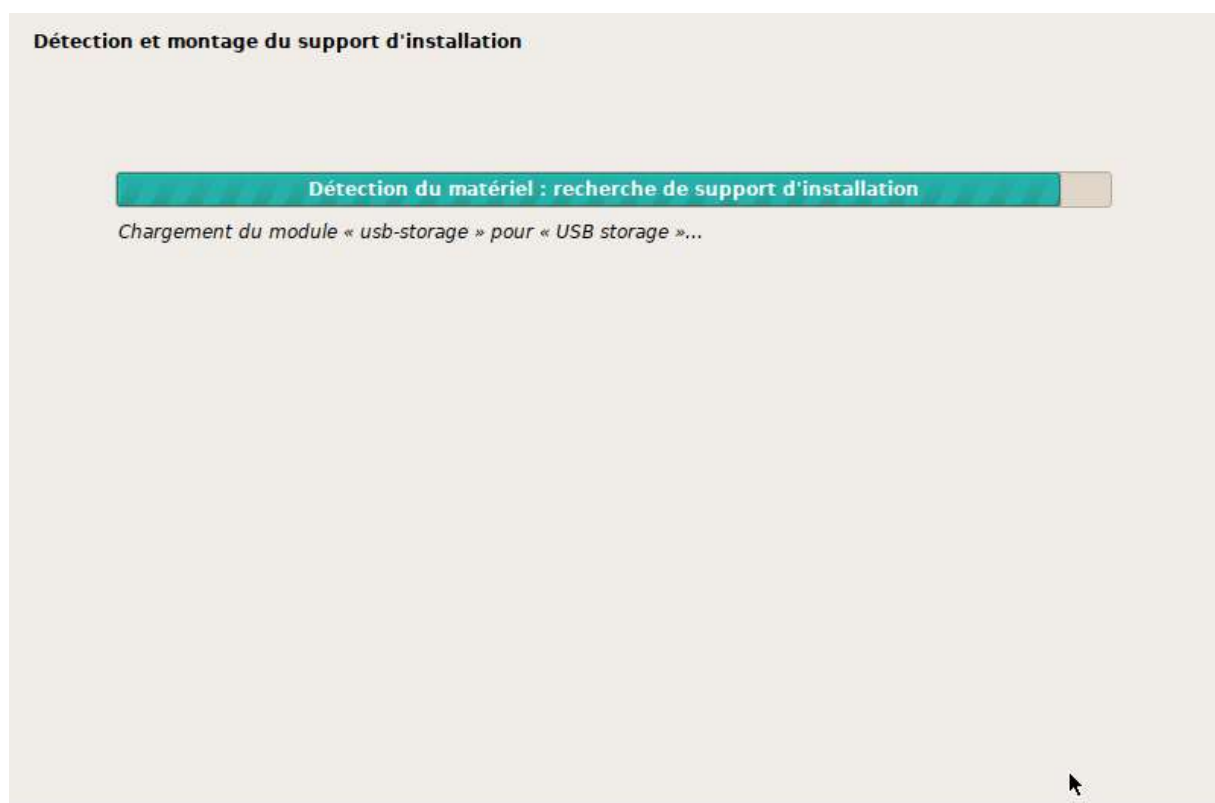 Détection et montage du support d'installation
Détection du matériel : recherche de support d'installation
Chargement du module « usb-storage » pour « USB storage »...